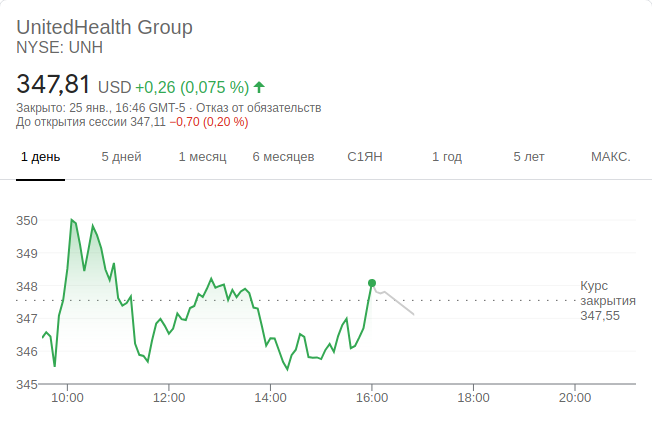 UnitedHealth Group
NYSE: UNH
347,81 USD +0,26 (0,075 %)
Закрыто: 25 янв., 16:46 GMT-5 · Отказ от обязательств
До открытия сессии 347,11 −0,70 (0,20 %)
1 день 5 дней 1 месяц 6 месяцев С1ЯН 1 год 5 лет МАКС.
350
349
348
347
346
345
Курс
закрытия
347,55
10:00 12:00 14:00 16:00 18:00 20:00